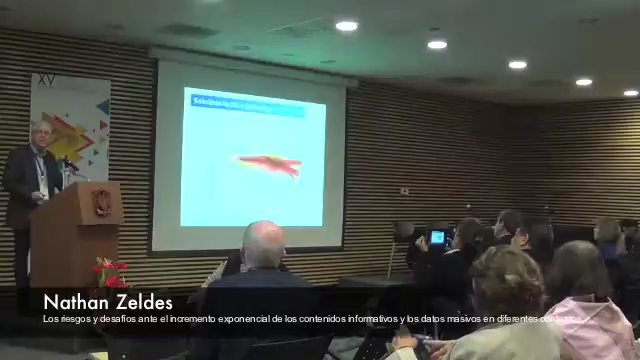 XV
Nathan Zeldes
Los riesgos y desafíos ante el incremento exponencial de los contenidos informativos y los datos masivos en diferentes contextos